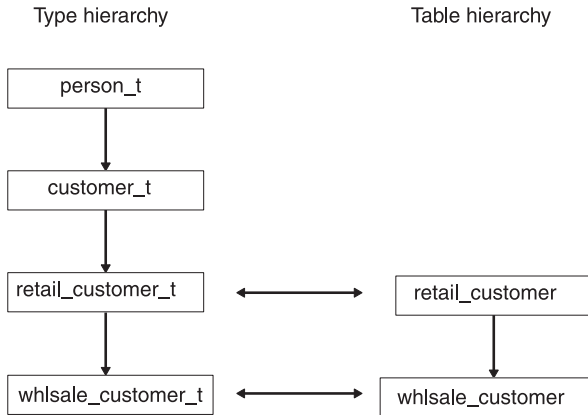 Type hierarchy
Table hierarchy
person_t
customer_t
retail_customer_t
retail_customer
whlsale_customer_t
whlsale_customer